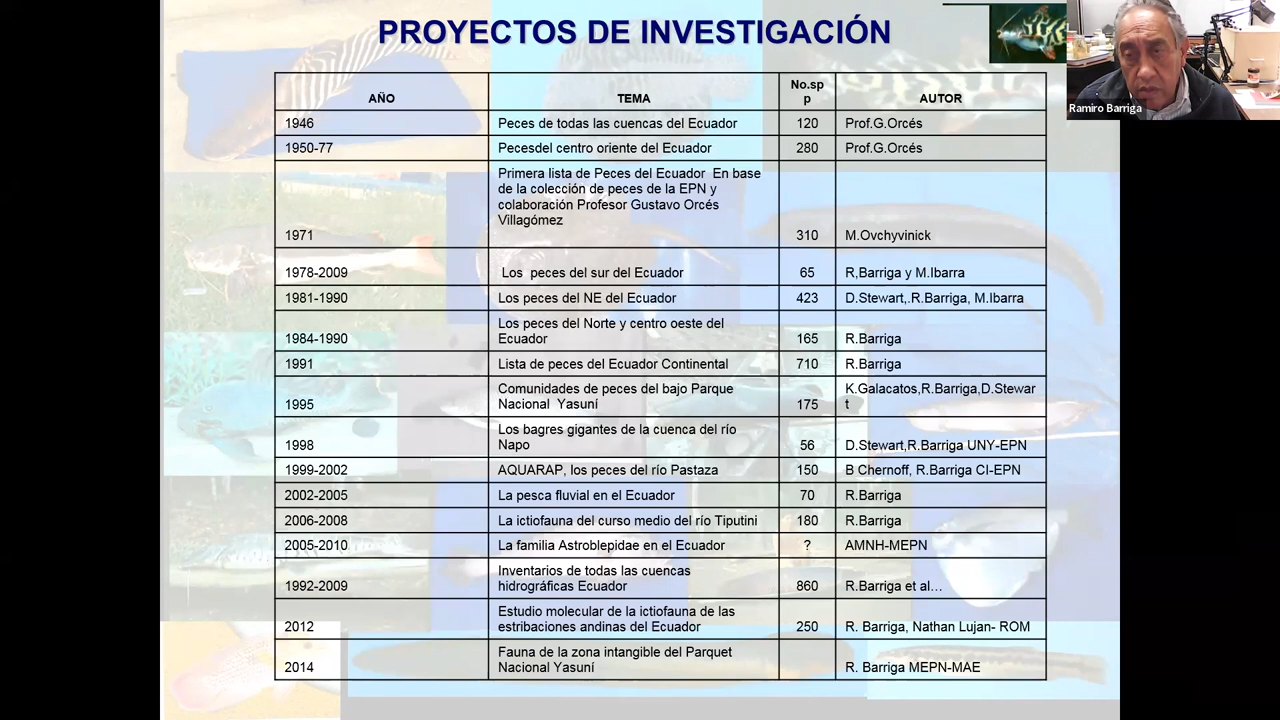 PROYECTOS DE INVESTIGACIÓN
Ramiro Barriga
AÑO TEMA No.sp
p AUTOR
1946 Peces de todas las cuencas del Ecuador 120 Prof.G.Orcés
1950-77 Pecesdel centro oriente del Ecuador 280 Prof.G.Orcés
Primera lista de Peces del Ecuador En base
de la colección de peces de la EPN y
colaboración Profesor Gustavo Orcés
Villagómez
1971 310 M.Ovchyvinick
1978-2009 Los peces del sur del Ecuador 65 R,Barriga y M.Ibarra
1981-1990 Los peces del NE del Ecuador 423 D.Stewart,.R.Barriga, M.Ibarra
Los peces del Norte y centro oeste del
1984-1990 Ecuador 165 R.Barriga
1991 Lista de peces del Ecuador Continental 710 R.Barriga
Comunidades de peces del bajo Parque K.Galacatos,R.Barriga,D.Stewar
1995 Nacional Yasuní 175 t
Los bagres gigantes de la cuenca del río
1998 Napo 56 D.Stewart,R.Barriga UNY-EPN
1999-2002 AQUARAP, los peces del río Pastaza 150 B Chernoff, R.Barriga CI-EPN
2002-2005 La pesca fluvial en el Ecuador 70 R.Barriga
2006-2008 La ictiofauna del curso medio del río Tiputini 180 R.Barriga
2005-2010 La familia Astroblepidae en el Ecuador ? AMNH-MEPN
Inventarios de todas las cuencas
1992-2009 hidrográficas Ecuador 860 R.Barriga et al…
Estudio molecular de la ictiofauna de las
2012 estribaciones andinas del Ecuador 250 R. Barriga, Nathan Lujan- ROM
Fauna de la zona intangible del Parquet
2014 Nacional Yasuní R. Barriga MEPN-MAE